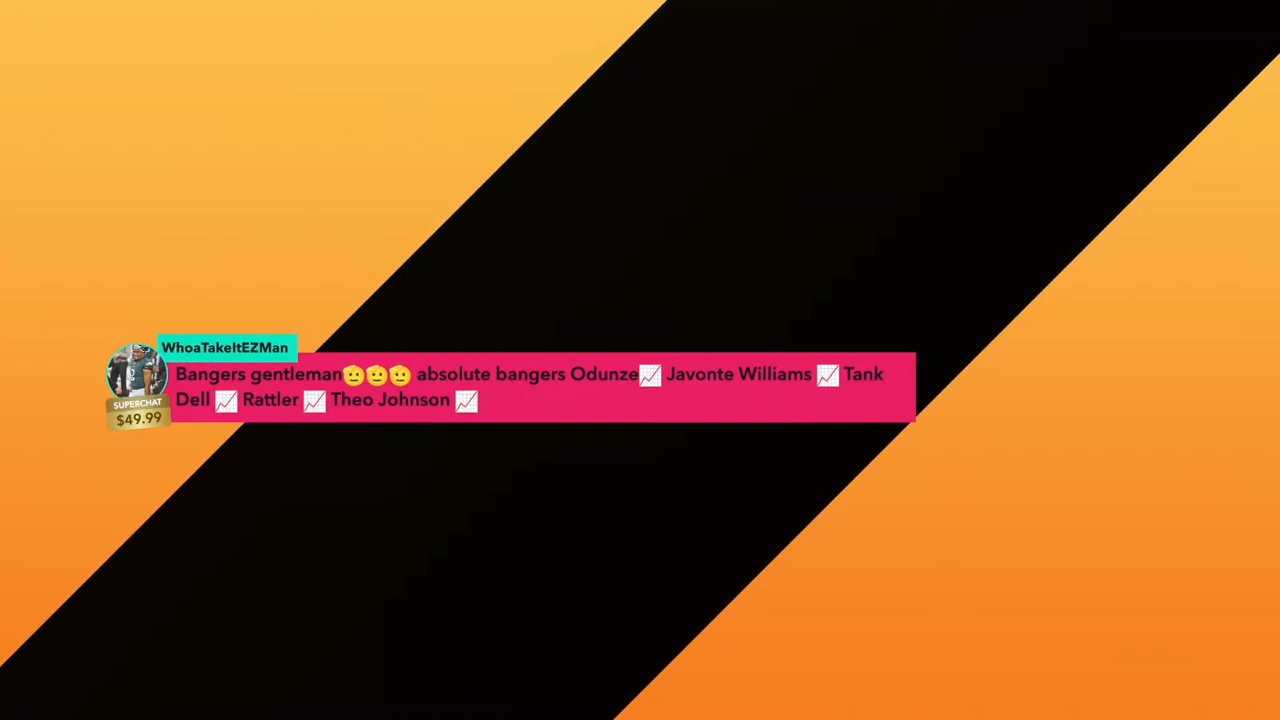 WhoaTakeItEZMan
Bangers gentleman🫡🫡🫡 absolute bangers Odunze📈 Javonte Williams 📈 Tank
Dell 📈 Rattler 📈 Theo Johnson 📈
SUPERCHAT
$49.99